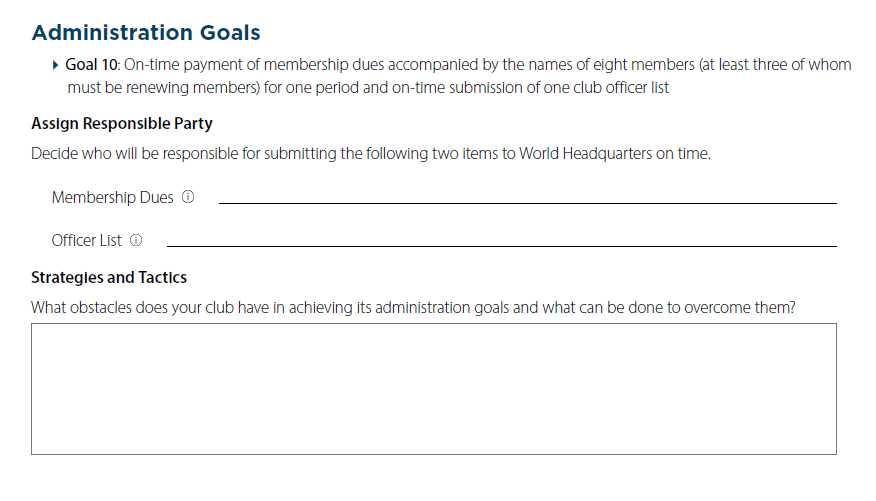 Administration Goals
Goal 10: On-time payment of membership dues accompanied by the names of eight members (at least three of whom
must be renewing members) for one period and on-time submission of one club officer list
Assign Responsible Party
Decide who will be responsible for submitting the following two items to World Headquarters on time.
Membership Dues ⓘ
Officer List ⓘ
Strategies and Tactics
What obstacles does your club have in achieving its administration goals and what can be done to overcome them?